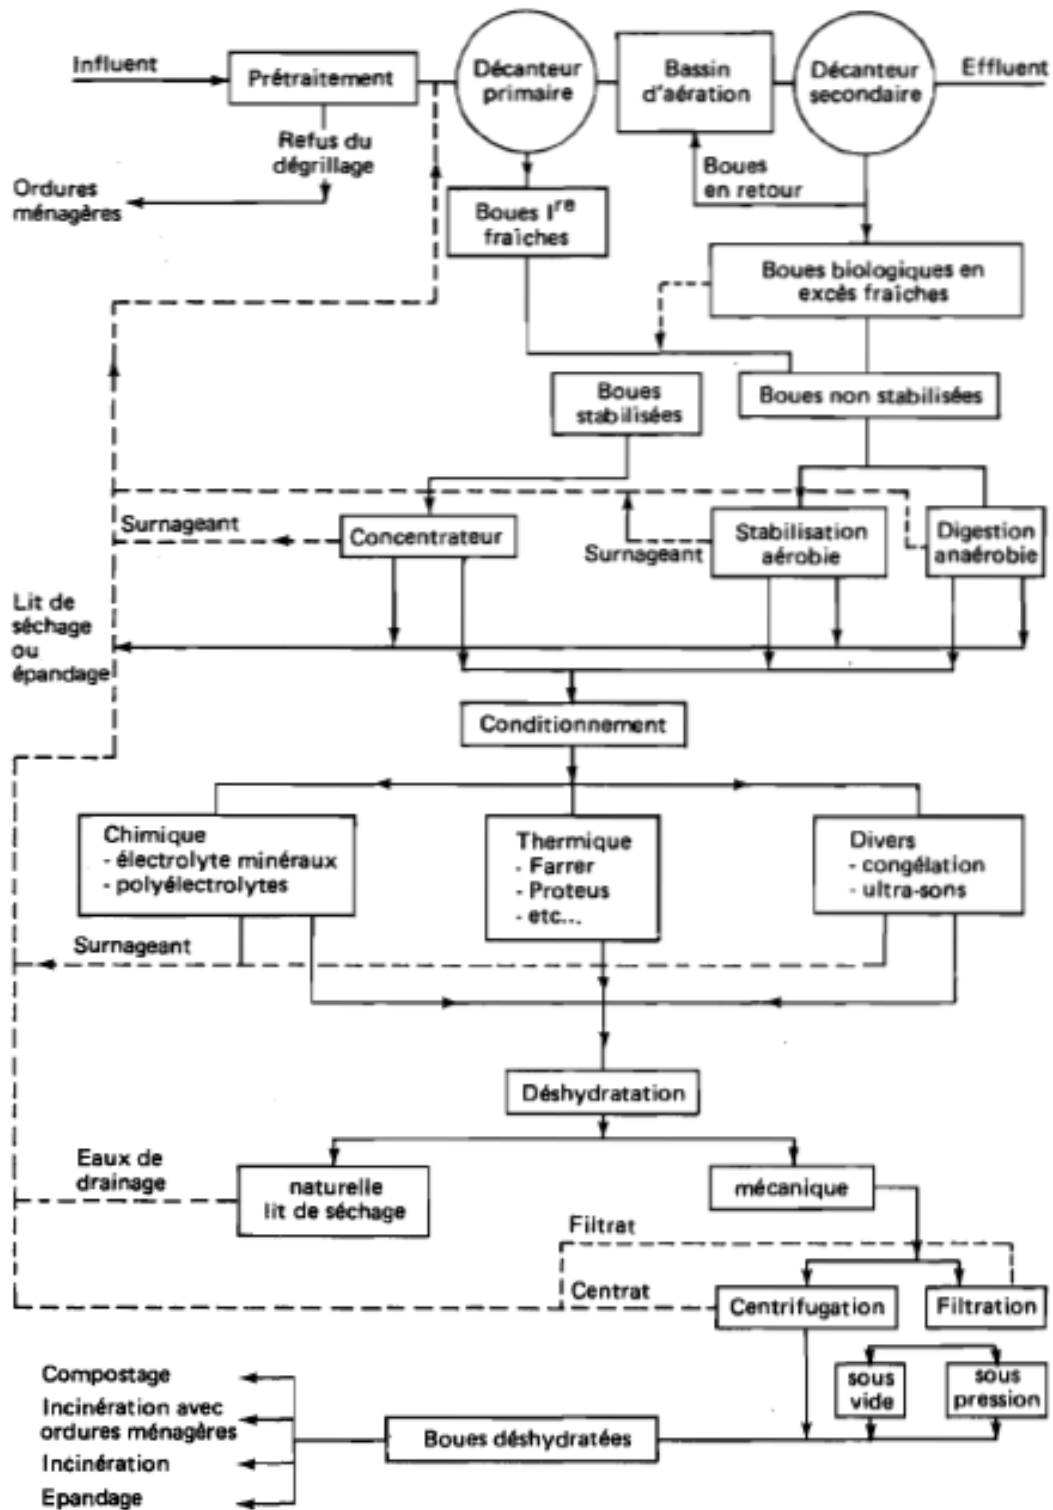 Influent
Prétraitement
Décanteur
primaire
Bassin
d'aération
Décanteur
secondaire
Effluent
Refus du
dégrillage
Ordures
ménagères
Boues
en retour
Boues Ire
fraîches
Boues biologiques en
excès fraîches
Boues
stabilisées
Boues non stabilisées
Surnageant
Concentrateur
Surnageant
Stabilisation
aérobie
Digestion
anaérobie
Lit de
séchage
ou
épandage
Conditionnement
Chimique
- électrolyte minéraux
- polyélectrolytes
Thermique
- Farrer
- Proteus
- etc...
Divers
- congélation
- ultra-sons
Surnageant
Déshydratation
Eaux de
drainage
naturelle
lit de séchage
mécanique
Filtrat
Centrat
Centrifugation
Filtration
sous
vide
sous
pression
Compostage
Incinération avec
ordures ménagères
Incinération
Epandage
Boues déshydratées